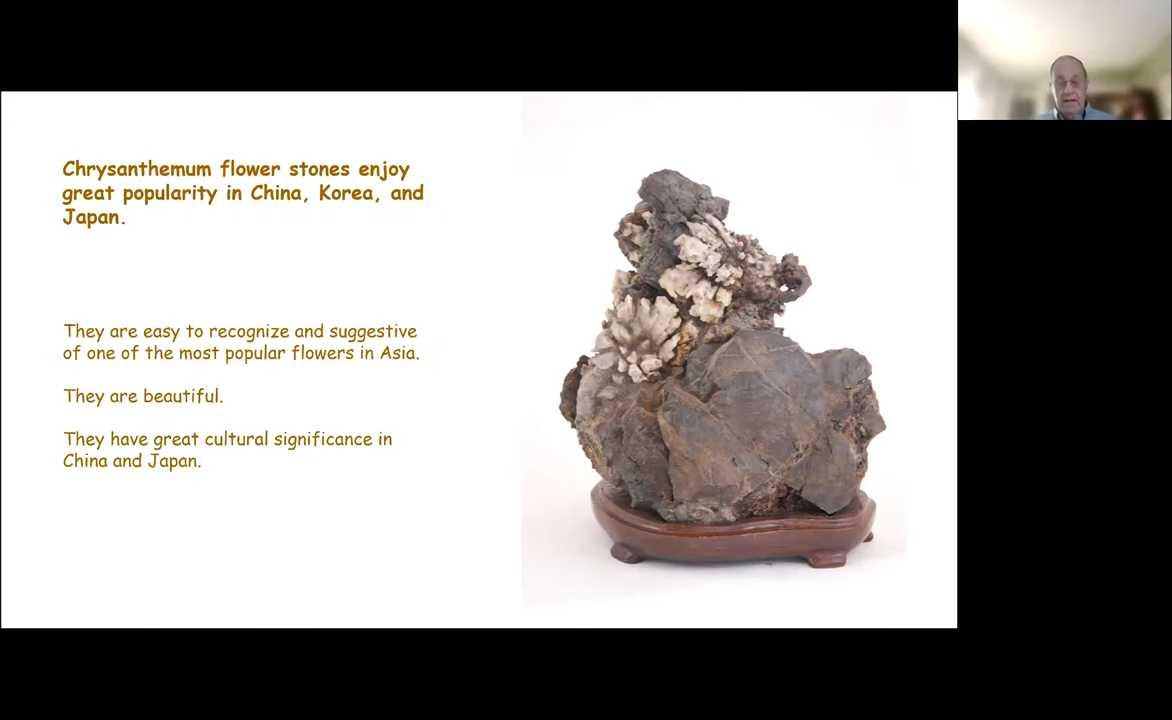 Chrysanthemum flower stones enjoy
great popularity in China, Korea, and
Japan.
They are easy to recognize and suggestive
of one of the most popular flowers in Asia.
They are beautiful.
They have great cultural significance in
China and Japan.